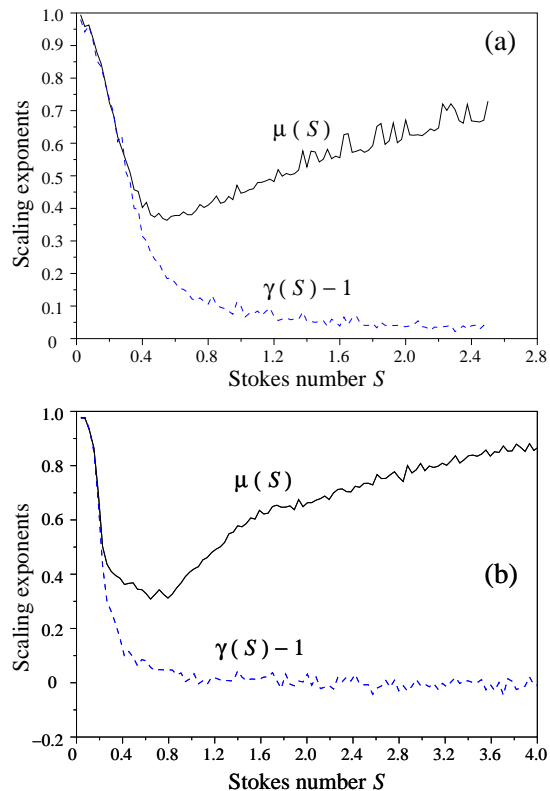 1.0
(a)
0.9
0.8
0.7
μ(S)
0.6
Scaling exponents
0.5
0.4
0.3
0.2
γ(S)−1
0.1
0
0 0.4 0.8 1.2 1.6 2.0 2.4 2.8
Stokes number S
1.0
0.8
μ(S)
0.6
(b)
Scaling exponents
0.4
0.2
γ(S)−1
0
−0.2
0.4 0.8 1.2 1.6 2.0 2.4 2.8 3.2 3.6 4.0
Stokes number S